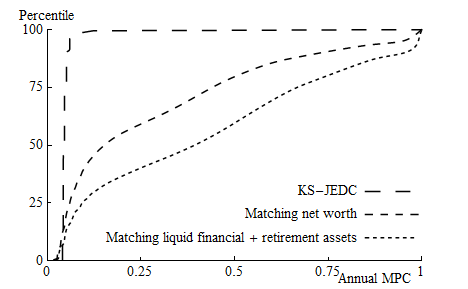 Percentile
100
75
50
25
0
KS−JEDC
Matching net worth
Matching liquid financial + retirement assets
0 0.25 0.5 0.75 1
Annual MPC